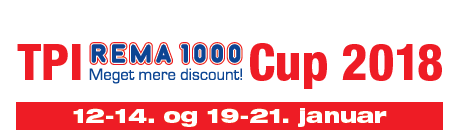 TPI REMA 1000 Cup 2018
Meget mere discount!
12-14. og 19-21. januar